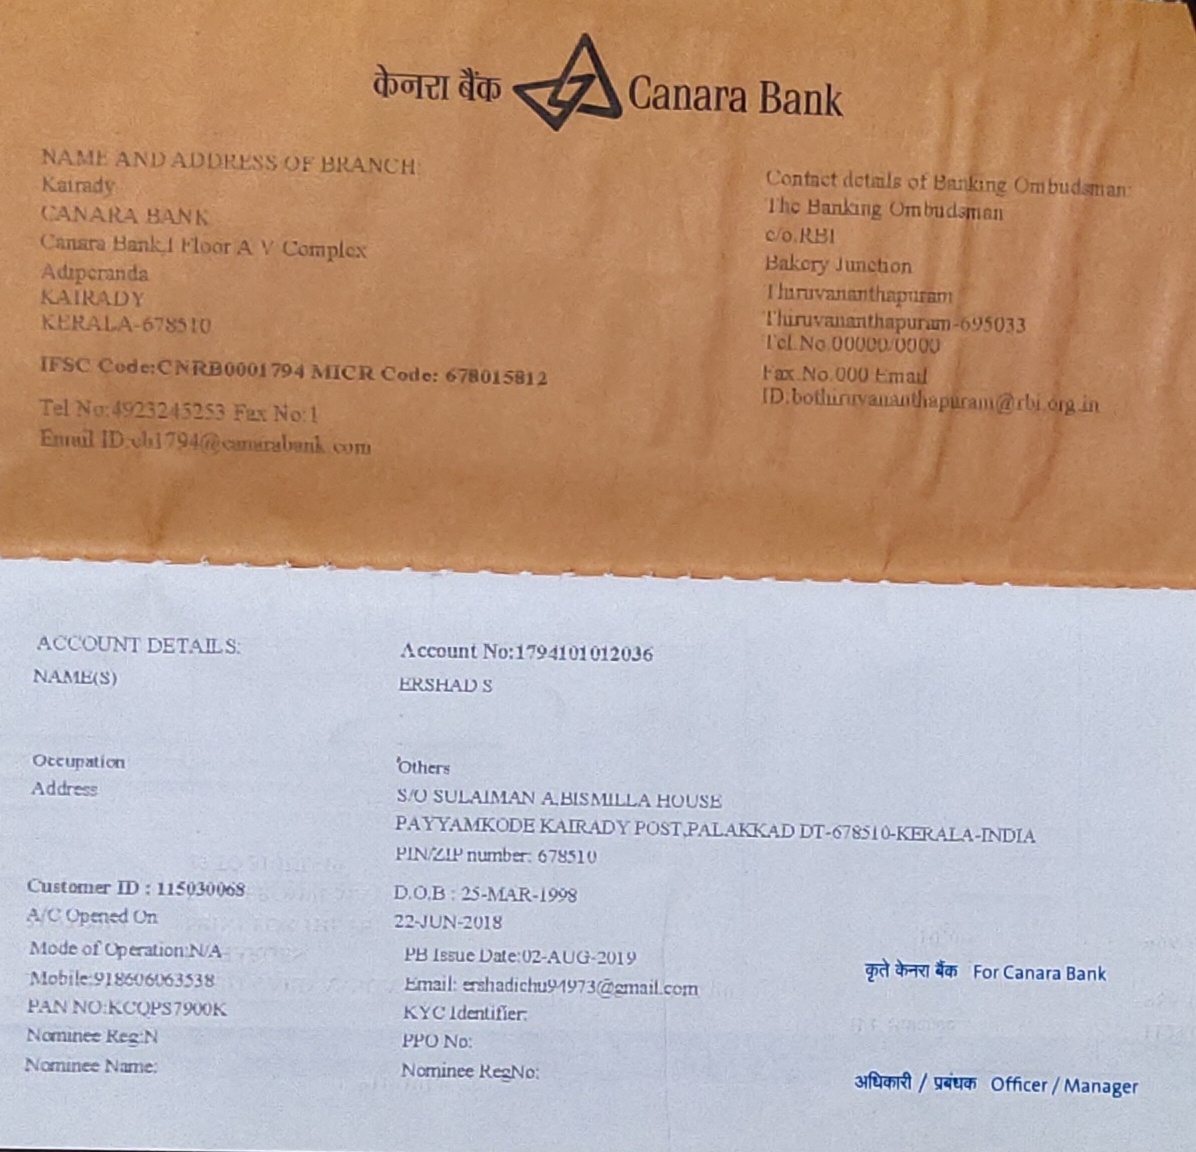 केनरा बैंक Canara Bank
NAME AND ADDRESS OF BRANCH:
Kairady
CANARA BANK
Canara Bank,I Floor A V Complex
Adiperanda
KAIRADY
KERALA-678510
IFSC Code:CNRB0001794 MICR Code: 678015812
Tel No:4923245253 Fax No:1
Email ID:cb1794@canarabank.com
Contact details of Banking Ombudsman:
The Banking Ombudsman
c/o.RBI
Bakery Junction
Thiruvananthapuram
Thiruvananthapuram-695033
Tel.No.00000/0000
Fax.No.000 Email
ID:bothiruvananthapuram@rbi.org.in
ACCOUNT DETAILS: Account No:1794101012036
NAME(S) ERSHAD S
Occupation Others
Address S/O SULAIMAN A,BISMILLA HOUSE
PAYYAMKODE KAIRADY POST,PALAKKAD DT-678510-KERALA-INDIA
PIN/ZIP number: 678510
Customer ID : 115030068 D.O.B : 25-MAR-1998
A/C Opened On 22-JUN-2018
Mode of Operation:N/A PB Issue Date:02-AUG-2019
Mobile:918606063538 Email: ershadichu94973@gmail.com
PAN NO:KCQPS7900K KYC Identifier:
Nominee Reg:N PPO No:
Nominee Name: Nominee RegNo:
कृते केनरा बैंक For Canara Bank
अधिकारी / प्रबंधक Officer / Manager